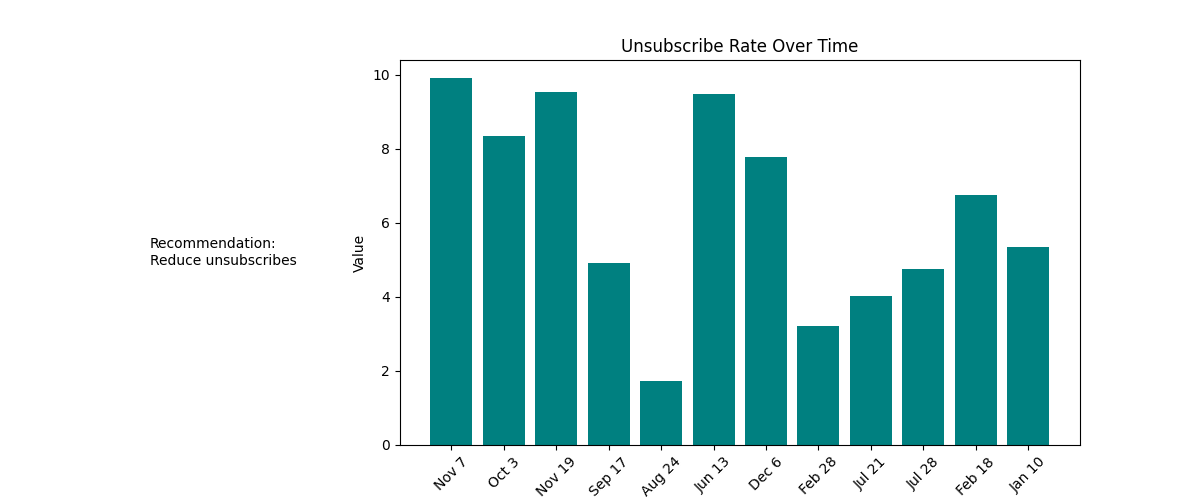 Unsubscribe Rate Over Time
Recommendation:
Reduce unsubscribes
Value
10
8
6
4
2
0
Nov 7
Oct 3
Nov 19
Sep 17
Aug 24
Jun 13
Dec 6
Feb 28
Jul 21
Jul 28
Feb 18
Jan 10